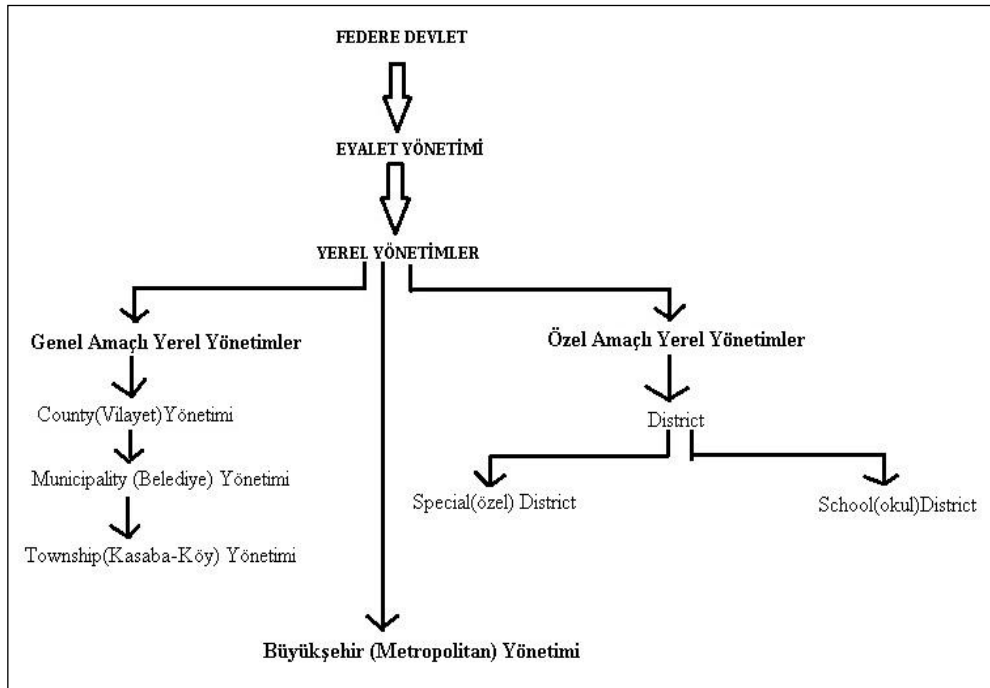 FEDERE DEVLET
EYALET YÖNETİMİ
YEREL YÖNETİMLER
Genel Amaçlı Yerel Yönetimler
Özel Amaçlı Yerel Yönetimler
County(Vilayet)Yönetimi
District
Municipality (Belediye) Yönetimi
Special(özel) District
School(okul)District
Township(Kasaba-Köy) Yönetimi
Büyükşehir (Metropolitan) Yönetimi